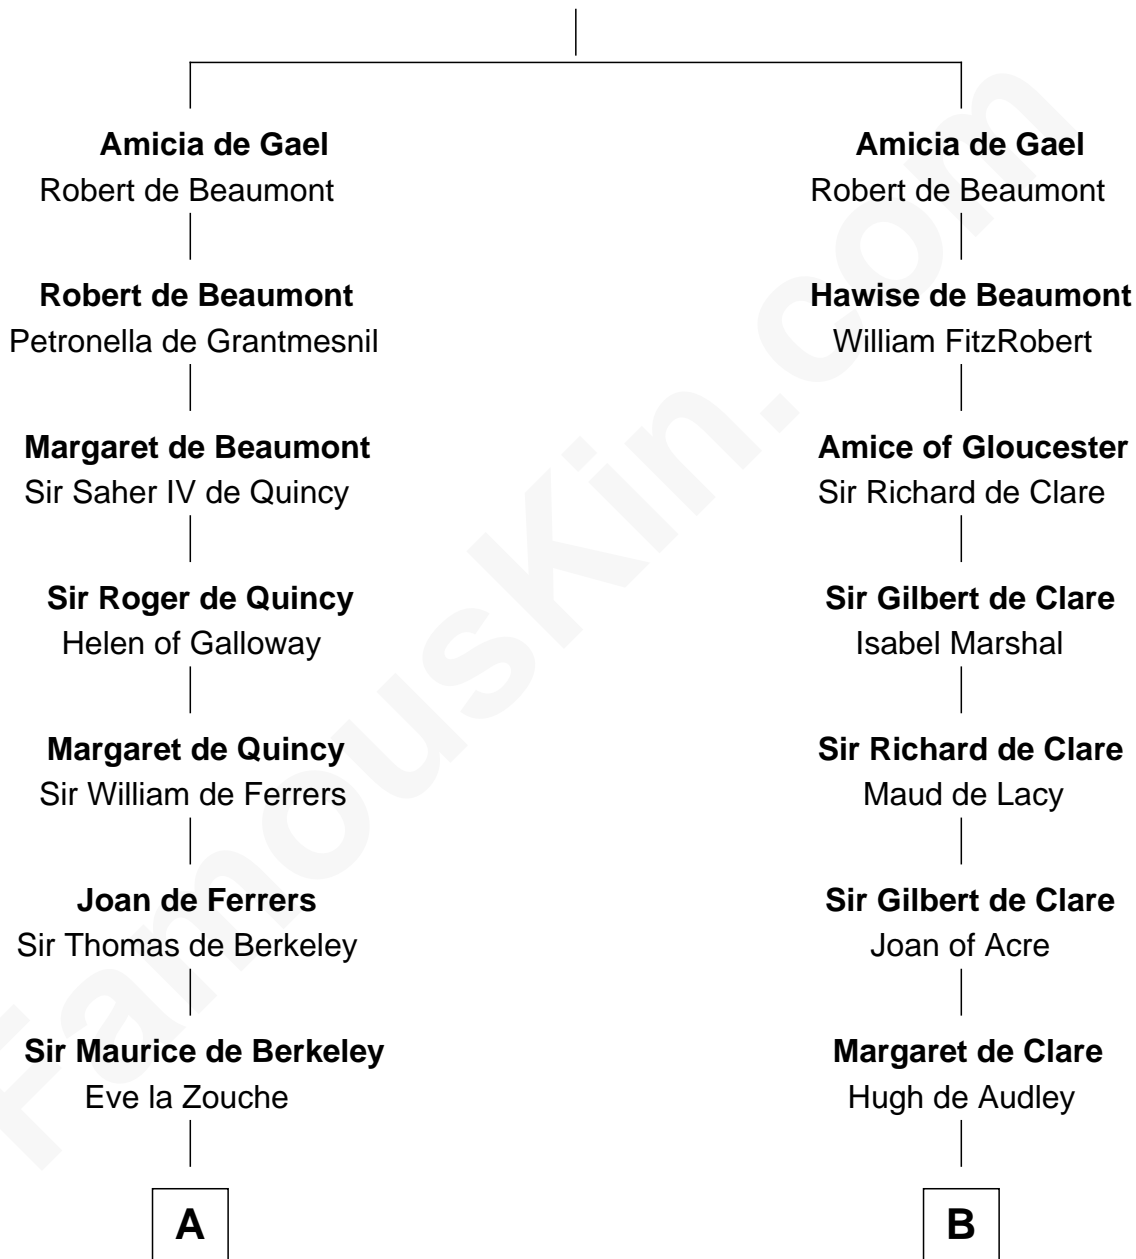 Amicia de Gael
Robert de Beaumont
Robert de Beaumont
Petronella de Grantmesnil
Margaret de Beaumont
Sir Saher IV de Quincy
Sir Roger de Quincy
Helen of Galloway
Margaret de Quincy
Sir William de Ferrers
Joan de Ferrers
Sir Thomas de Berkeley
Sir Maurice de Berkeley
Eve la Zouche
A
Amicia de Gael
Robert de Beaumont
Hawise de Beaumont
William FitzRobert
Amice of Gloucester
Sir Richard de Clare
Sir Gilbert de Clare
Isabel Marshal
Sir Richard de Clare
Maud de Lacy
Sir Gilbert de Clare
Joan of Acre
Margaret de Clare
Hugh de Audley
B
FamousKin.com